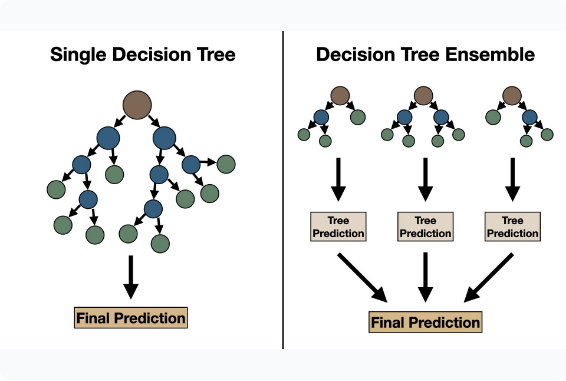 Single Decision Tree
Decision Tree Ensemble
Tree
Prediction
Tree
Prediction
Tree
Prediction
Final Prediction
Final Prediction